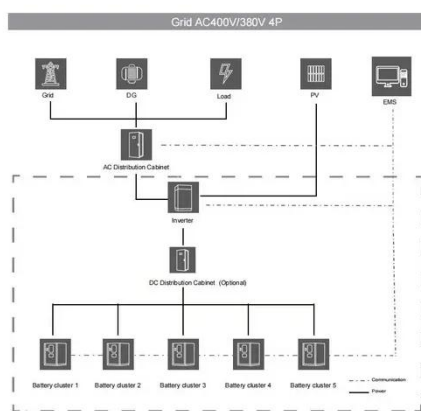 Grid AC400V/380V 4P
Grid
DG
Load
PV
EMS
AC Distribution Cabinet
Inverter
DC Distribution Cabinet (Optional)
Battery cluster 1
Battery cluster 2
Battery cluster 3
Battery cluster 4
Battery cluster 5
Communication
Power